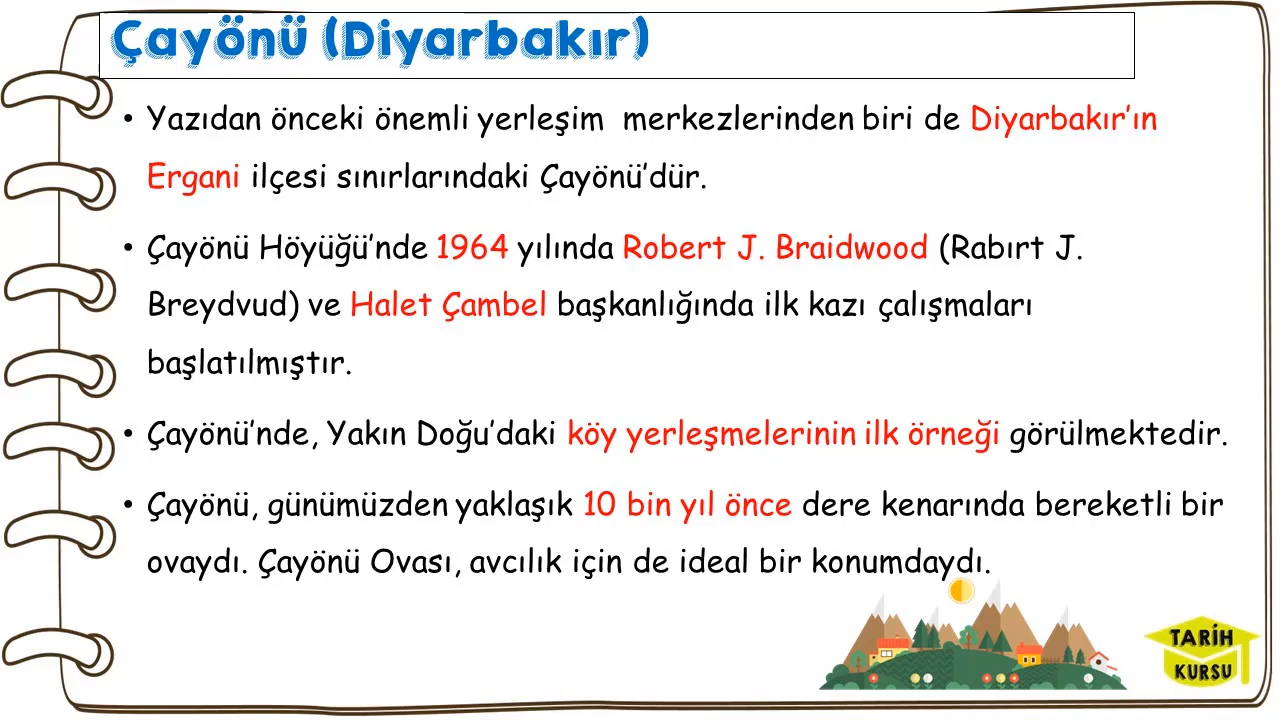 Çayönü (Diyarbakır)
• Yazıdan önceki önemli yerleşim merkezlerinden biri de Diyarbakır’ın
Ergani ilçesi sınırlarındaki Çayönü’dür.
• Çayönü Höyüğü’nde 1964 yılında Robert J. Braidwood (Rabırt J.
Breydvud) ve Halet Çambel başkanlığında ilk kazı çalışmaları
başlatılmıştır.
• Çayönü’nde, Yakın Doğu’daki köy yerleşmelerinin ilk örneği görülmektedir.
• Çayönü, günümüzden yaklaşık 10 bin yıl önce dere kenarında bereketli bir
ovaydı. Çayönü Ovası, avcılık için de ideal bir konumdaydı.
TARİH
KURSU